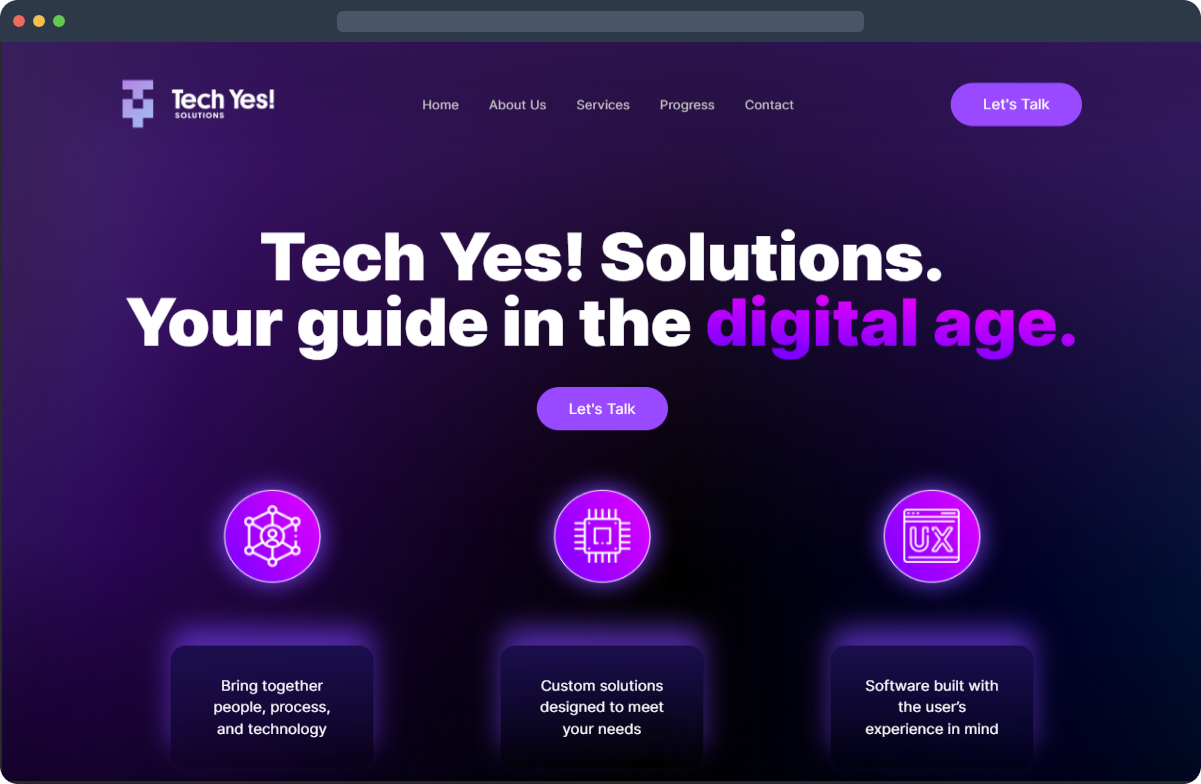 Tech Yes!
SOLUTIONS
Home About Us Services Progress Contact
Let's Talk
Tech Yes! Solutions.
Your guide in the digital age.
Let's Talk
UX
Bring together
people, process,
and technology
Custom solutions
designed to meet
your needs
Software built with
the user’s
experience in mind